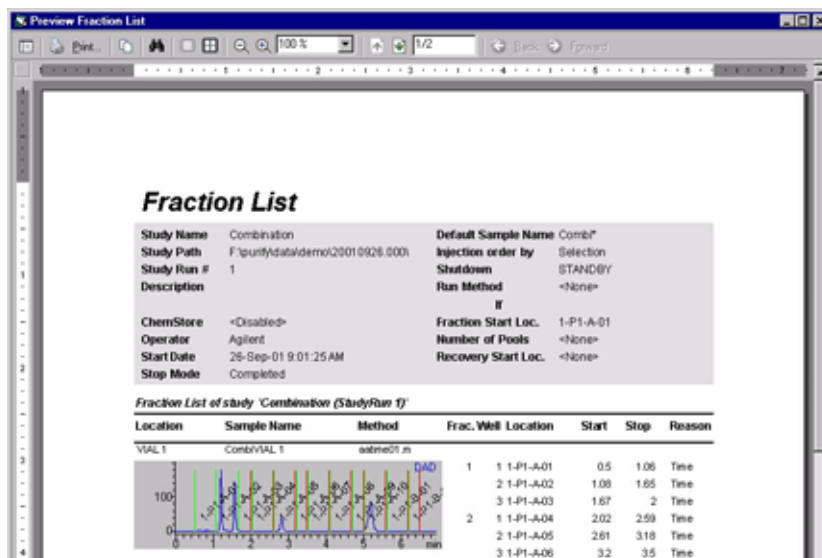 Preview Fraction List
Print... 100 % 1/2 Back Forward
Fraction List
Study Name Combination Default Sample Name Combi*
Study Path F:\purify\data\demo\20010926.000\ Injection order by Selection
Study Run # 1 Shutdown STANDBY
Description Run Method <None>
If
ChemStore <Disabled> Fraction Start Loc. 1-P1-A-01
Operator Agilent Number of Pools <None>
Start Date 26-Sep-01 9:01:25 AM Recovery Start Loc. <None>
Stop Mode Completed
Fraction List of study 'Combination (StudyRun 1)'
Location Sample Name Method Frac. Well Location Start Stop Reason
VIAL 1 CombiVIAL 1 aatme01.m
DAD 1 1 1-P1-A-01 0.5 1.06 Time
2 1-P1-A-02 1.08 1.65 Time
100 3 1-P1-A-03 1.67 2 Time
2 1 1-P1-A-04 2.02 2.59 Time
2 1-P1-A-05 2.61 3.18 Time
0 2 4 6 min 3 1-P1-A-06 3.2 3.5 Time